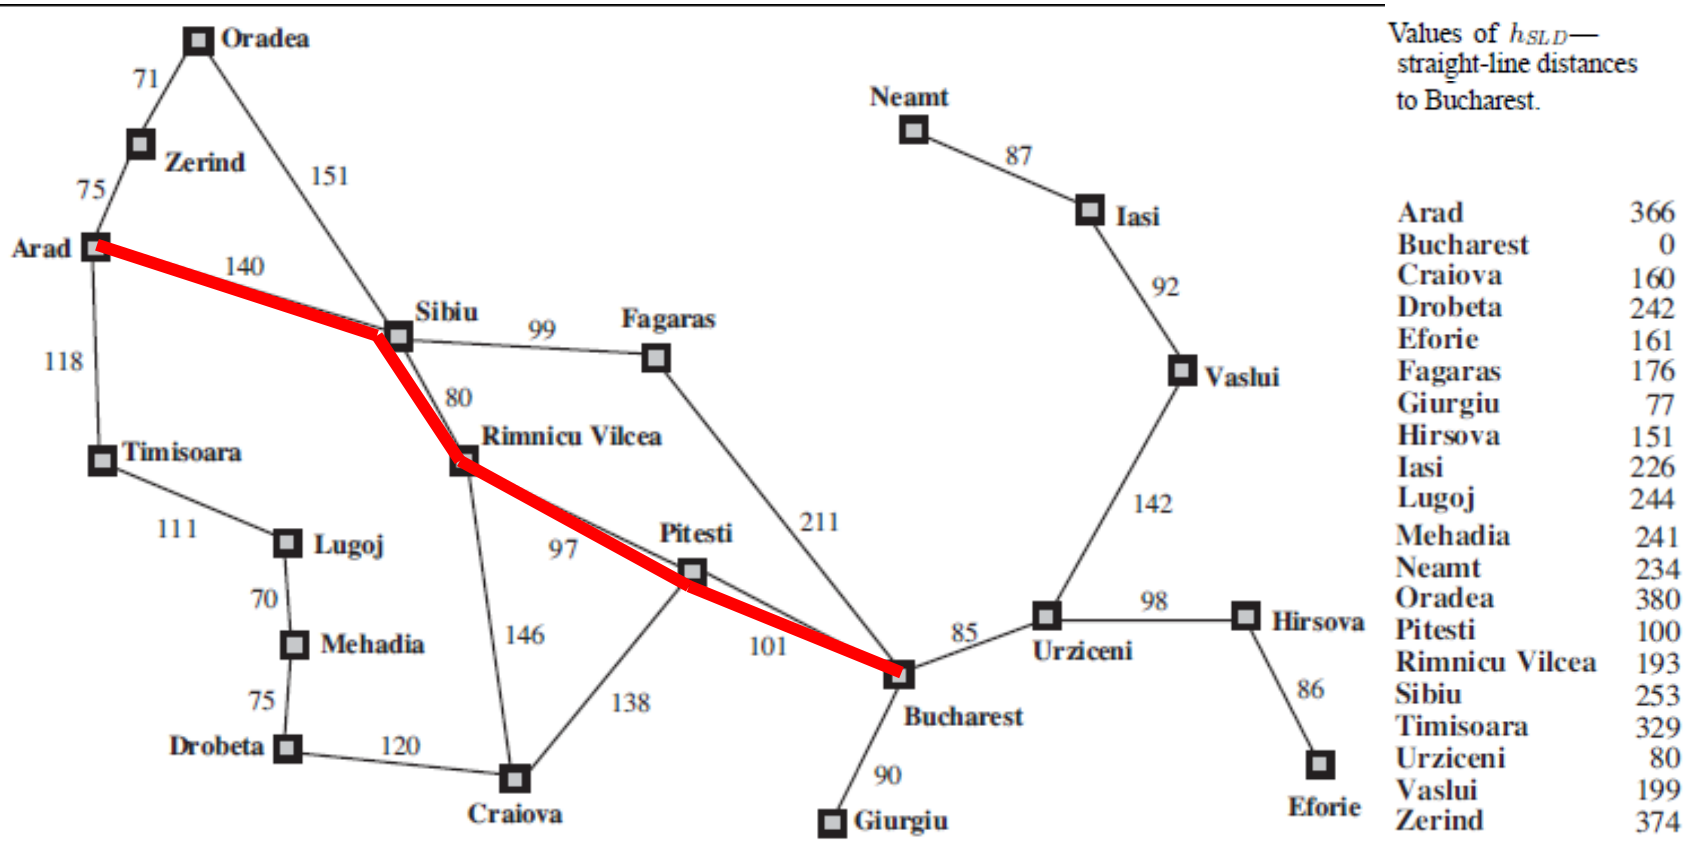 Oradea
71
Neamt
Zerind
87
151
75
Iasi
Arad
140
92
Sibiu
99
Fagaras
118
Vaslui
80
Rimnicu Vilcea
Timisoara
142
211
111
97
Pitesti
Lugoj
70
98
Hirsova
146
85
Mehadia
101
Urziceni
86
75
138
Bucharest
Drobeta
120
90
Craiova
Giurgiu
Eforie
Values of hSLD—
straight-line distances
to Bucharest.
Arad 366
Bucharest 0
Craiova 160
Drobeta 242
Eforie 161
Fagaras 176
Giurgiu 77
Hirsova 151
Iasi 226
Lugoj 244
Mehadia 241
Neamt 234
Oradea 380
Pitesti 100
Rimnicu Vilcea 193
Sibiu 253
Timisoara 329
Urziceni 80
Vaslui 199
Zerind 374